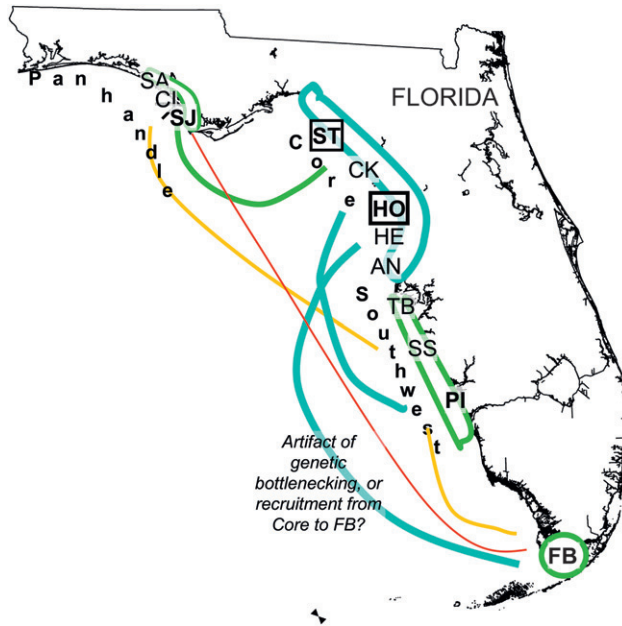 FLORIDA
Panhandle
SA
CI
SJ
Core
ST
CK
HO
HE
AN
Southwest
TB
SS
PI
Artifact of
genetic
bottlenecking, or
recruitment from
Core to FB?
FB